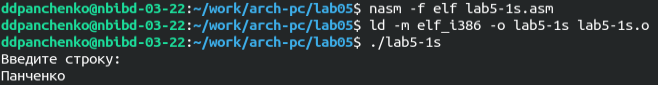 ddpanchenko@nbibd-03-22:~/work/arch-pc/lab05$ nasm -f elf lab5-1s.asm
ddpanchenko@nbibd-03-22:~/work/arch-pc/lab05$ ld -m elf_i386 -o lab5-1s lab5-1s.o
ddpanchenko@nbibd-03-22:~/work/arch-pc/lab05$ ./lab5-1s
Введите строку:
Панченко